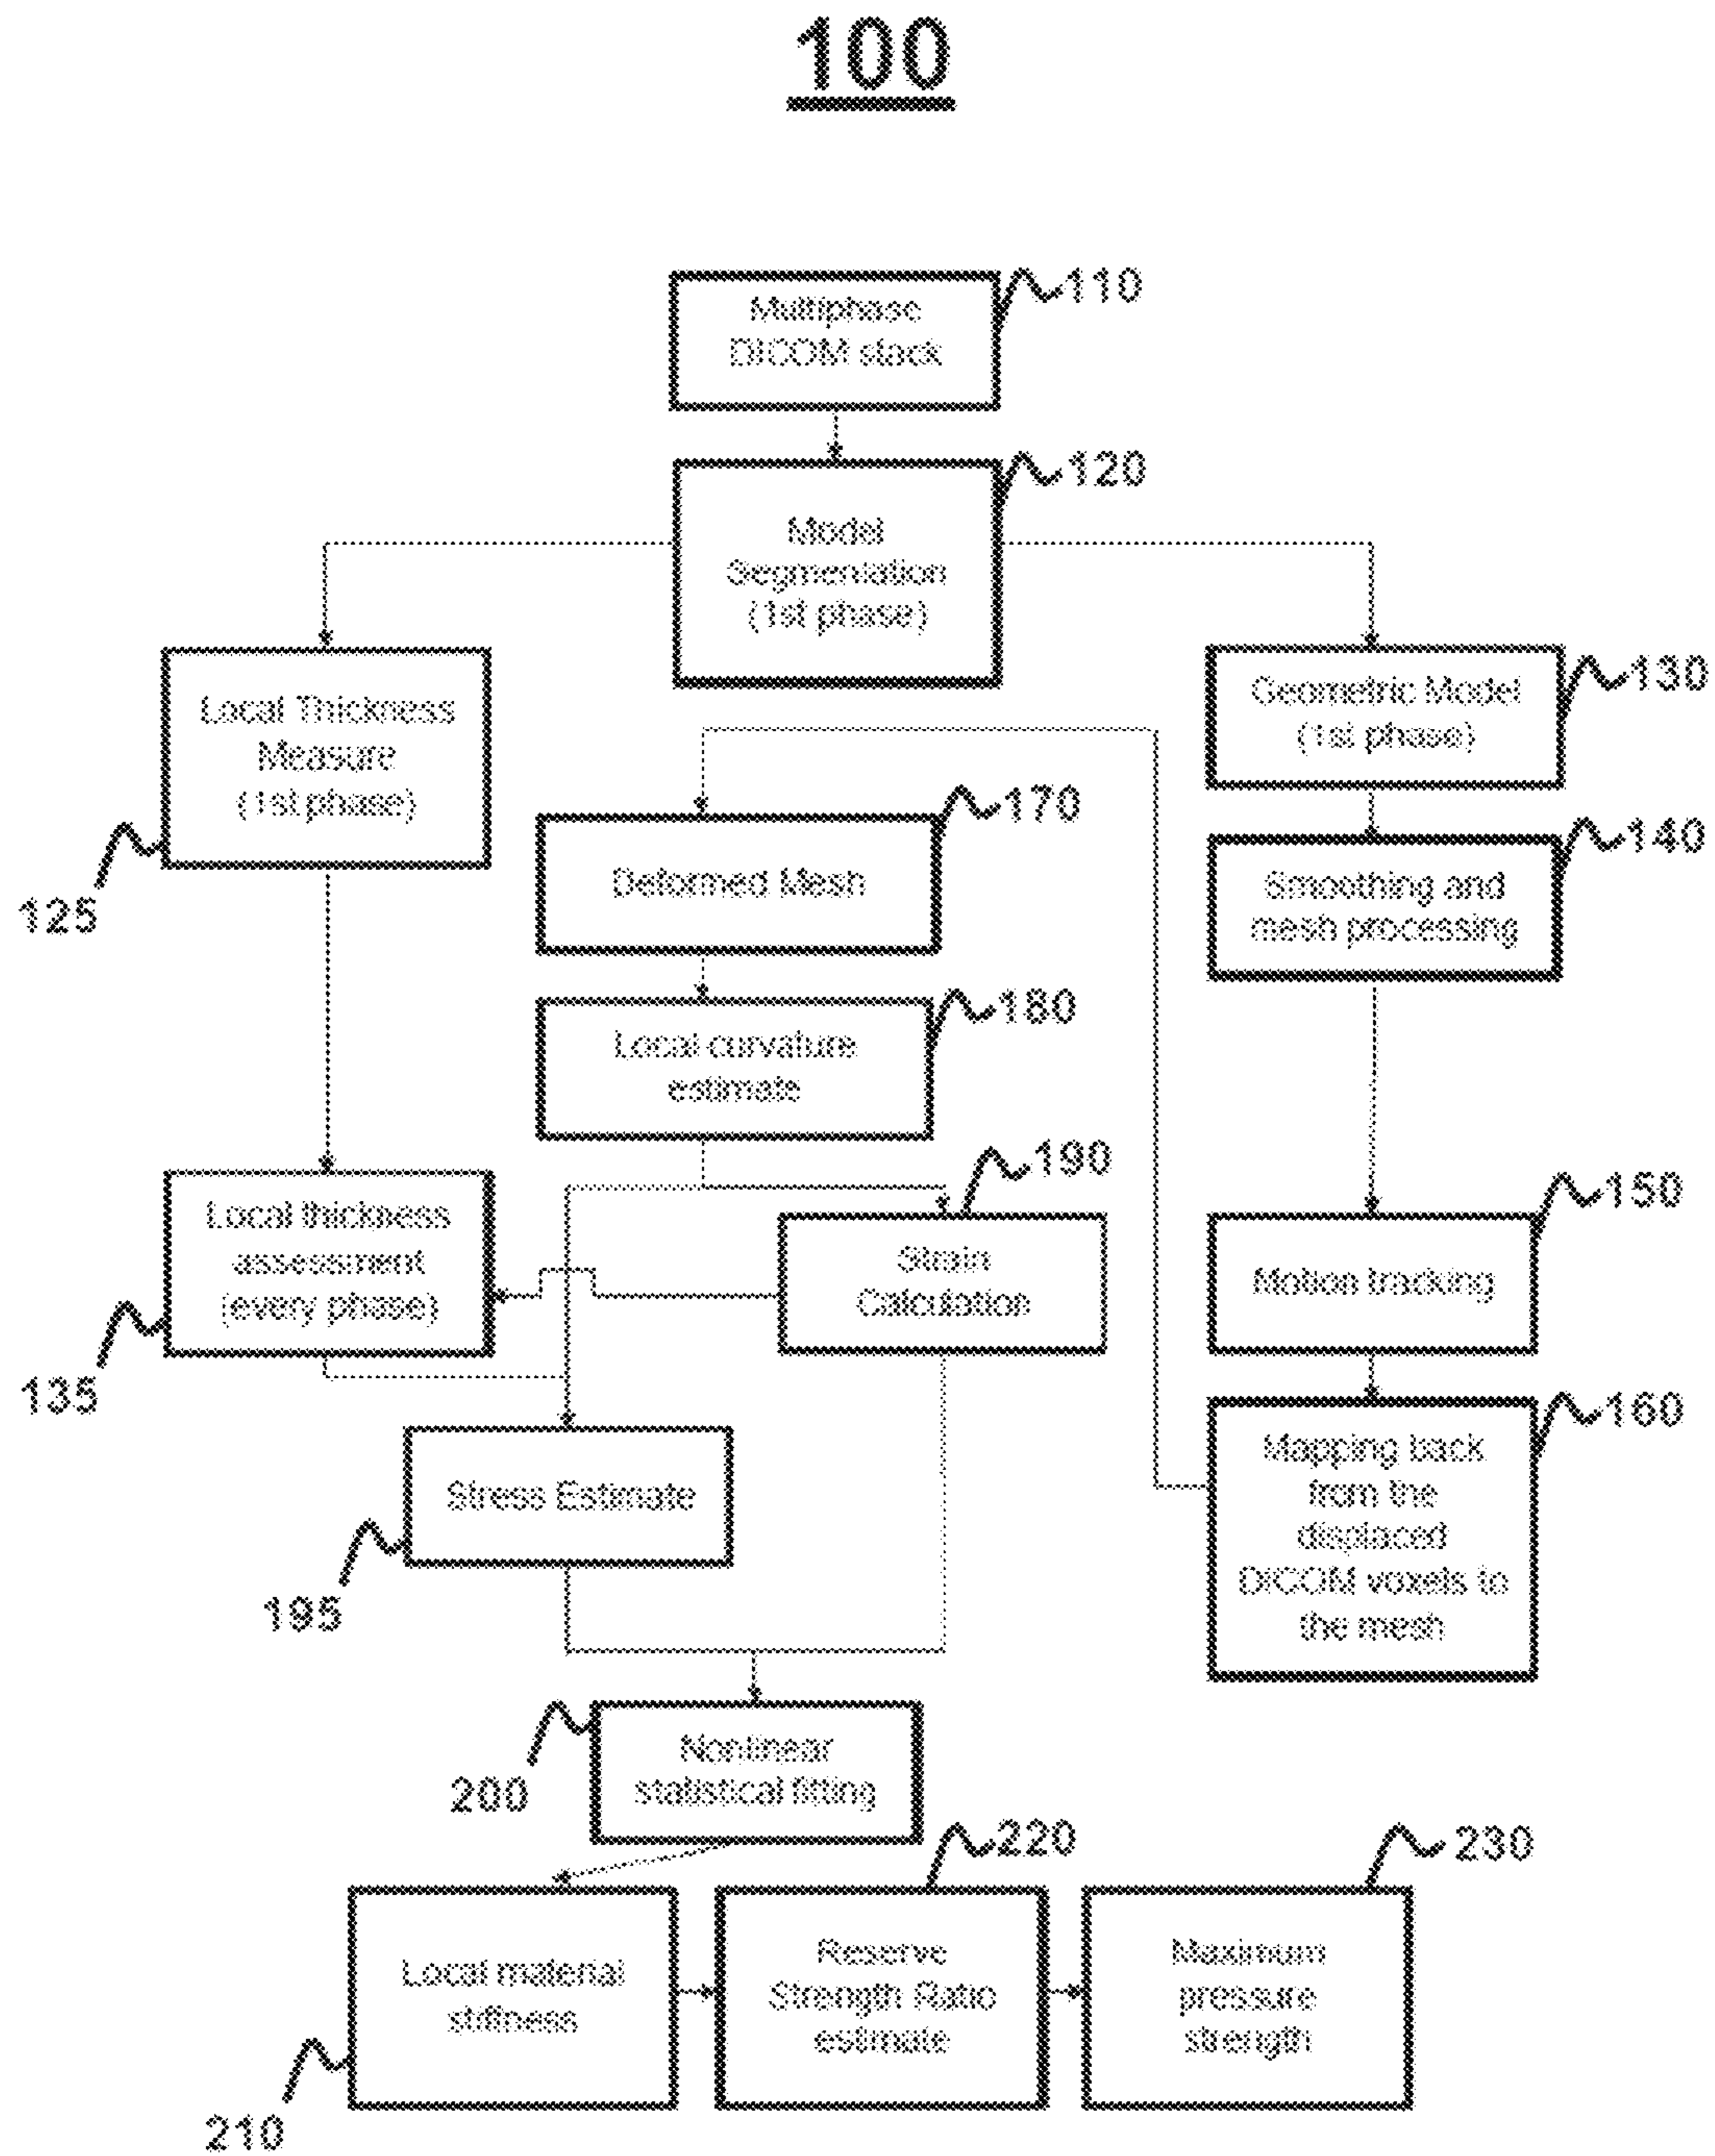 100
110
Multiphase
DICOM stack
120
Model
Segmentation
(1st phase)
130
Geometric Model
(1st phase)
Local Thickness
Measure
(1st phase)
125
170
Deformed Mesh
140
Smoothing and
mesh processing
180
Local curvature
estimate
190
Strain
Calculation
Local thickness
assessment
(every phase)
135
150
Motion tracking
160
Mapping back
from the
displaced
DICOM voxels to
the mesh
Stress Estimate
195
Nonlinear
statistical fitting
200
220
230
Local material
stiffness
210
Reserve
Strength Ratio
estimate
Maximum
pressure
strength